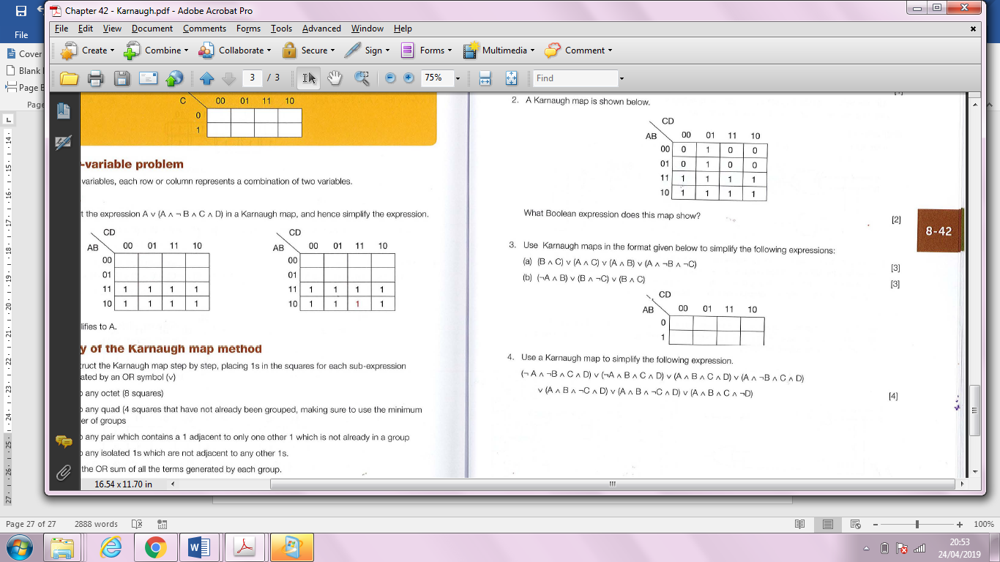 Chapter 42 - Karnaugh.pdf - Adobe Acrobat Pro
File
File Edit View Document Comments Forms Tools Advanced Window Help
Create Combine Collaborate Secure Sign Forms Multimedia Comment
3 / 3 75% Find
Cover
Blank
Page
Page
C 00 01 11 10
0
1
-variable problem
variables, each row or column represents a combination of two variables.
t the expression A ∨ (A ∧ ¬ B ∧ C ∧ D) in a Karnaugh map, and hence simplify the expression.
CD
AB 00 01 11 10
00
01
11 1 1 1 1
10 1 1 1 1
CD
AB 00 01 11 10
00
01
11 1 1 1 1
10 1 1 1 1
lifies to A.
y of the Karnaugh map method
truct the Karnaugh map step by step, placing 1s in the squares for each sub-expression
ated by an OR symbol (∨)
any octet (8 squares)
any quad (4 squares that have not already been grouped, making sure to use the minimum
er of groups
any pair which contains a 1 adjacent to only one other 1 which is not already in a group
any isolated 1s which are not adjacent to any other 1s.
the OR sum of all the terms generated by each group.
2. A Karnaugh map is shown below.
CD
AB 00 01 11 10
00 0 1 0 0
01 0 1 0 0
11 1 1 1 1
10 1 1 1 1
What Boolean expression does this map show? [2]
8-42
3. Use Karnaugh maps in the format given below to simplify the following expressions:
(a) (B ∧ C) ∨ (A ∧ C) ∨ (A ∧ B) ∨ (A ∧ ¬B ∧ ¬C) [3]
(b) (¬A ∧ B) ∨ (B ∧ ¬C) ∨ (B ∧ C) [3]
CD
AB 00 01 11 10
0
1
4. Use a Karnaugh map to simplify the following expression.
(¬ A ∧ ¬B ∧ C ∧ D) ∨ (¬A ∧ B ∧ C ∧ D) ∨ (A ∧ B ∧ C ∧ D) ∨ (A ∧ ¬B ∧ C ∧ D)
∨ (A ∧ B ∧ ¬C ∧ D) ∨ (A ∧ B ∧ ¬C ∧ D) ∨ (A ∧ B ∧ C ∧ ¬D) [4]
16.54 x 11.70 in
Page 27 of 27 2888 words 100%
20:53
24/04/2019